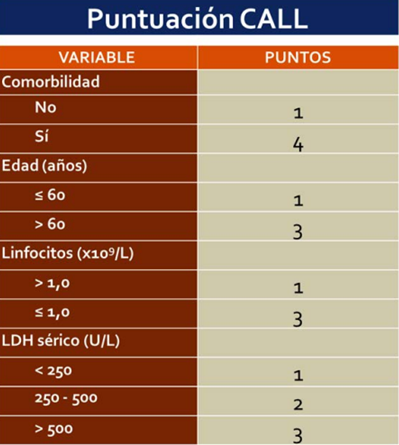 Puntuación CALL
VARIABLE PUNTOS
Comorbilidad
No 1
Sí 4
Edad (años)
≤ 60 1
> 60 3
Linfocitos (x10⁹/L)
> 1,0 1
≤ 1,0 3
LDH sérico (U/L)
< 250 1
250 - 500 2
> 500 3